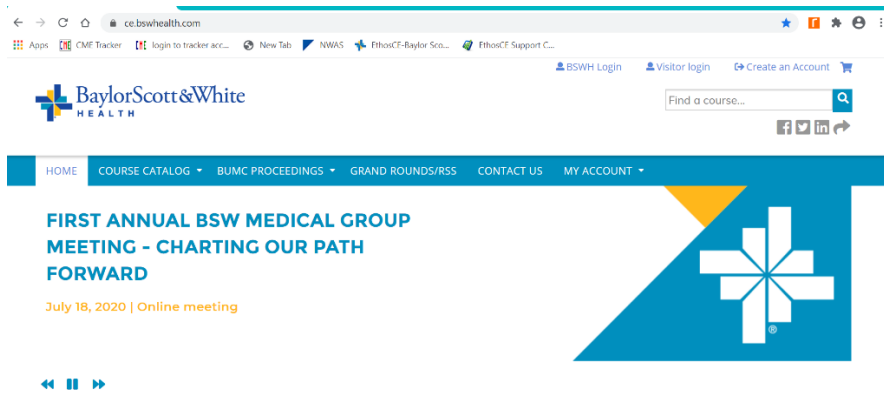 ce.bswhealth.com
Apps CME Tracker login to tracker acc... New Tab NWAS EthosCE-Baylor Sco... EthosCE Support C...
BSWH Login Visitor login Create an Account
BaylorScott&White
HEALTH
Find a course...
HOME COURSE CATALOG BUMC PROCEEDINGS GRAND ROUNDS/RSS CONTACT US MY ACCOUNT
FIRST ANNUAL BSW MEDICAL GROUP
MEETING - CHARTING OUR PATH
FORWARD
July 18, 2020 | Online meeting